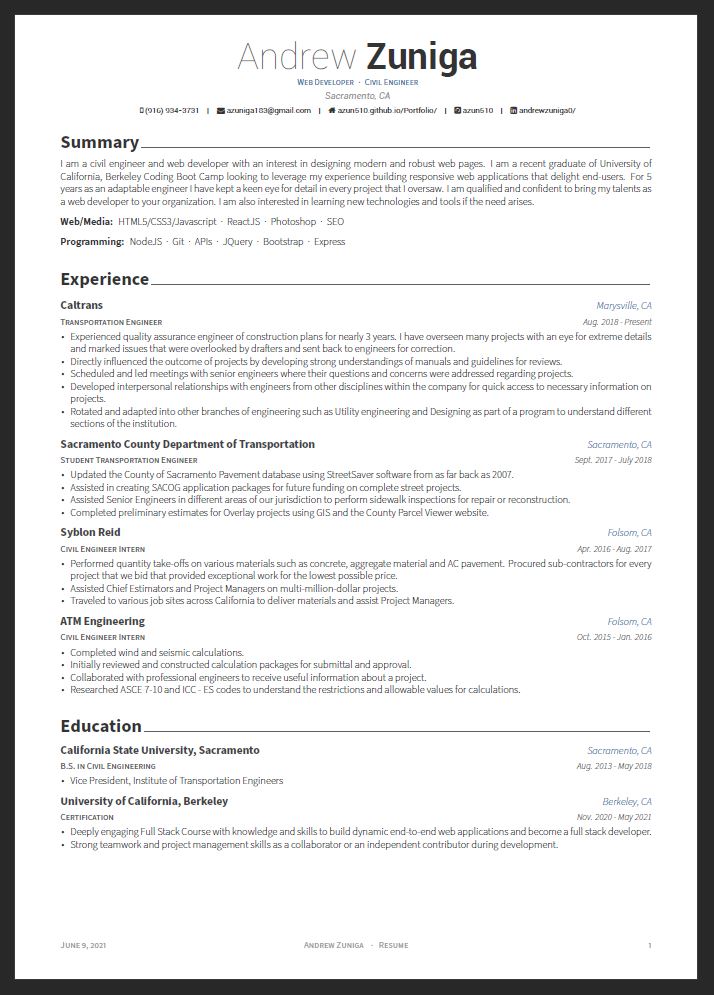 Andrew Zuniga
Web Developer · Civil Engineer
Sacramento, CA
(916) 934-3731 | azuniga183@gmail.com | azun510.github.io/Portfolio/ | azun510 | andrewzuniga0/
Summary
I am a civil engineer and web developer with an interest in designing modern and robust web pages. I am a recent graduate of University of
California, Berkeley Coding Boot Camp looking to leverage my experience building responsive web applications that delight end-users. For 5
years as an adaptable engineer I have kept a keen eye for detail in every project that I oversaw. I am qualified and confident to bring my talents as
a web developer to your organization. I am also interested in learning new technologies and tools if the need arises.
Web/Media: HTML5/CSS3/Javascript · ReactJS · Photoshop · SEO
Programming: NodeJS · Git · APIs · JQuery · Bootstrap · Express
Experience
Caltrans Marysville, CA
Transportation Engineer Aug. 2018 - Present
• Experienced quality assurance engineer of construction plans for nearly 3 years. I have overseen many projects with an eye for extreme details
and marked issues that were overlooked by drafters and sent back to engineers for correction.
• Directly influenced the outcome of projects by developing strong understandings of manuals and guidelines for reviews.
• Scheduled and led meetings with senior engineers where their questions and concerns were addressed regarding projects.
• Developed interpersonal relationships with engineers from other disciplines within the company for quick access to necessary information on
projects.
• Rotated and adapted into other branches of engineering such as Utility engineering and Designing as part of a program to understand different
sections of the institution.
Sacramento County Department of Transportation Sacramento, CA
Student Transportation Engineer Sept. 2017 - July 2018
• Updated the County of Sacramento Pavement database using StreetSaver software from as far back as 2007.
• Assisted in creating SACOG application packages for future funding on complete street projects.
• Assisted Senior Engineers in different areas of our jurisdiction to perform sidewalk inspections for repair or reconstruction.
• Completed preliminary estimates for Overlay projects using GIS and the County Parcel Viewer website.
Syblon Reid Folsom, CA
Civil Engineer Intern Apr. 2016 - Aug. 2017
• Performed quantity take-offs on various materials such as concrete, aggregate material and AC pavement. Procured sub-contractors for every
project that we bid that provided exceptional work for the lowest possible price.
• Assisted Chief Estimators and Project Managers on multi-million-dollar projects.
• Traveled to various job sites across California to deliver materials and assist Project Managers.
ATM Engineering Folsom, CA
Civil Engineer Intern Oct. 2015 - Jan. 2016
• Completed wind and seismic calculations.
• Initially reviewed and constructed calculation packages for submittal and approval.
• Collaborated with professional engineers to receive useful information about a project.
• Researched ASCE 7-10 and ICC - ES codes to understand the restrictions and allowable values for calculations.
Education
California State University, Sacramento Sacramento, CA
B.S. in Civil Engineering Aug. 2013 - May 2018
• Vice President, Institute of Transportation Engineers
University of California, Berkeley Berkeley, CA
Certification Nov. 2020 - May 2021
• Deeply engaging Full Stack Course with knowledge and skills to build dynamic end-to-end web applications and become a full stack developer.
• Strong teamwork and project management skills as a collaborator or an independent contributor during development.
June 9, 2021 Andrew Zuniga · Resume 1